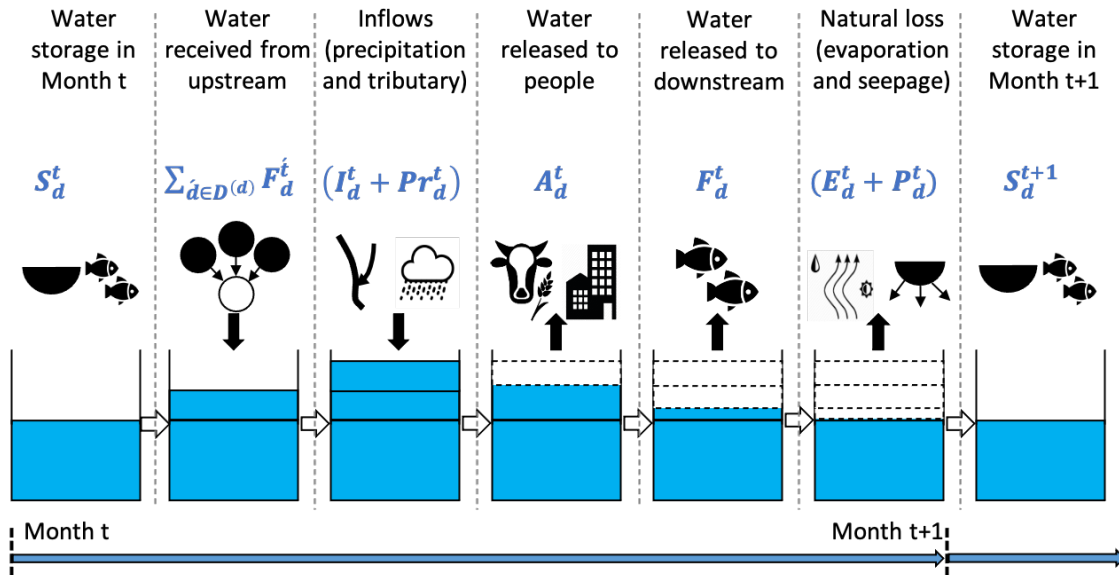 Water
storage in
Month t
Water
received from
upstream
Inflows
(precipitation
and tributary)
Water
released to
people
Water
released to
downstream
Natural loss
(evaporation
and seepage)
Water
storage in
Month t+1
S_d^t
∑_{d́∈D^{(d)}} F_d^{t́}
(I_d^t + Pr_d^t)
A_d^t
F_d^t
(E_d^t + P_d^t)
S_d^{t+1}
Month t
Month t+1